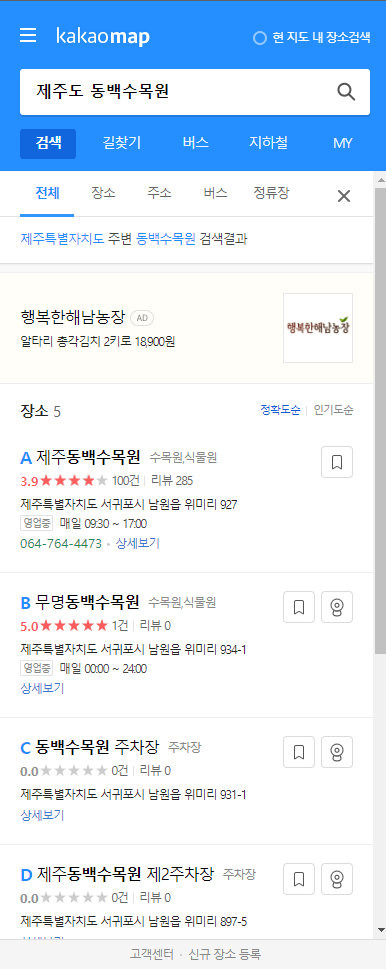 kakaomap
현 지도 내 장소검색
제주도 동백수목원
검색 길찾기 버스 지하철 MY
전체 장소 주소 버스 정류장
제주특별자치도 주변 동백수목원 검색결과
행복한해남농장 AD
알타리 총각김치 2키로 18,900원
행복한해남농장
장소 5
정확도순 인기도순
A 제주동백수목원 수목원,식물원
3.9 100건 리뷰 285
제주특별자치도 서귀포시 남원읍 위미리 927
영업중 매일 09:30 ~ 17:00
064-764-4473 • 상세보기
B 무명동백수목원 수목원,식물원
5.0 1건 리뷰 0
제주특별자치도 서귀포시 남원읍 위미리 934-1
영업중 매일 00:00 ~ 24:00
상세보기
C 동백수목원 주차장 주차장
0.0 0건 리뷰 0
제주특별자치도 서귀포시 남원읍 위미리 931-1
상세보기
D 제주동백수목원 제2주차장 주차장
0.0 0건 리뷰 0
제주특별자치도 서귀포시 남원읍 위미리 897-5
고객센터 • 신규 장소 등록